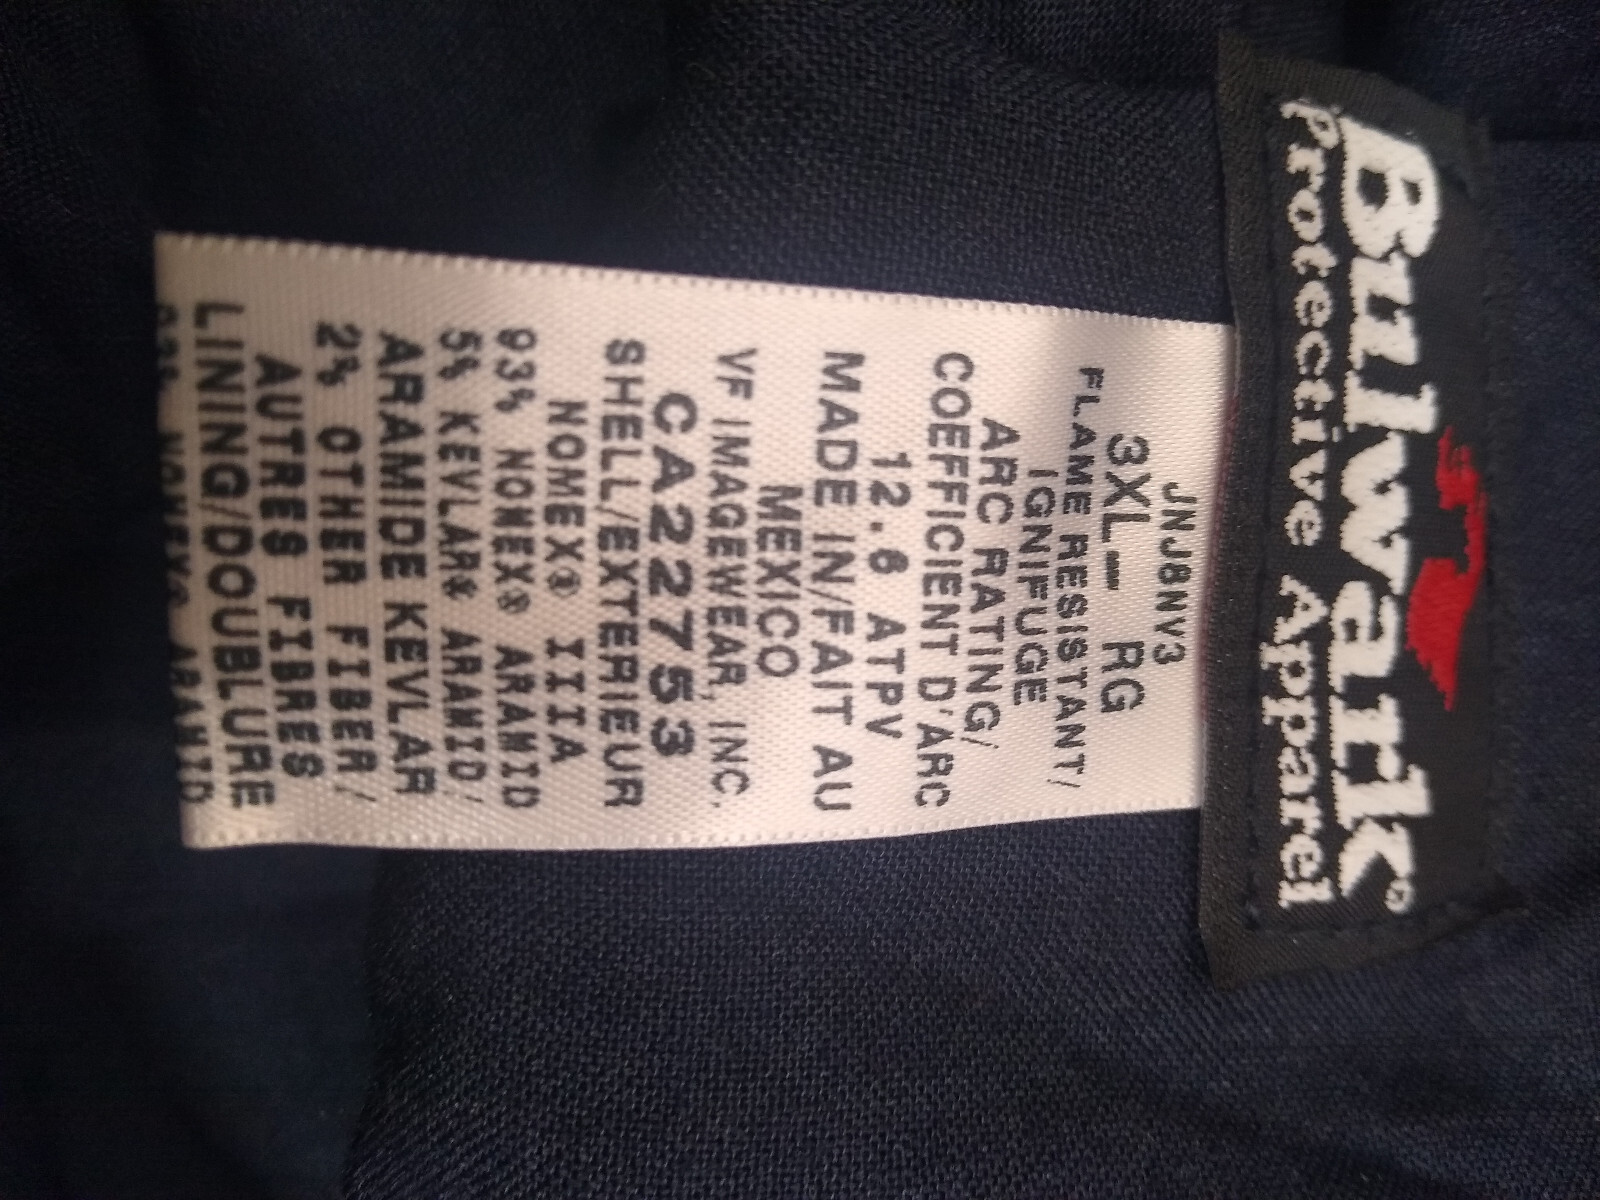 Bulwark®
Protective Apparel
JNJ8NV3
3XL— RG
FLAME RESISTANT/
IGNIFUGE
ARC RATING/
COEFFICIENT D'ARC
12.6 ATPV
MADE IN/FAIT AU
MEXICO
VF IMAGEWEAR, INC.
CA22753
SHELL/EXTERIEUR
NOMEX® IIIA
93% NOMEX® ARAMID
5% KEVLAR® ARAMID/
ARAMIDE KEVLAR
2% OTHER FIBER/
AUTRES FIBRES
LINING/DOUBLURE
NOMEX® ARAMID